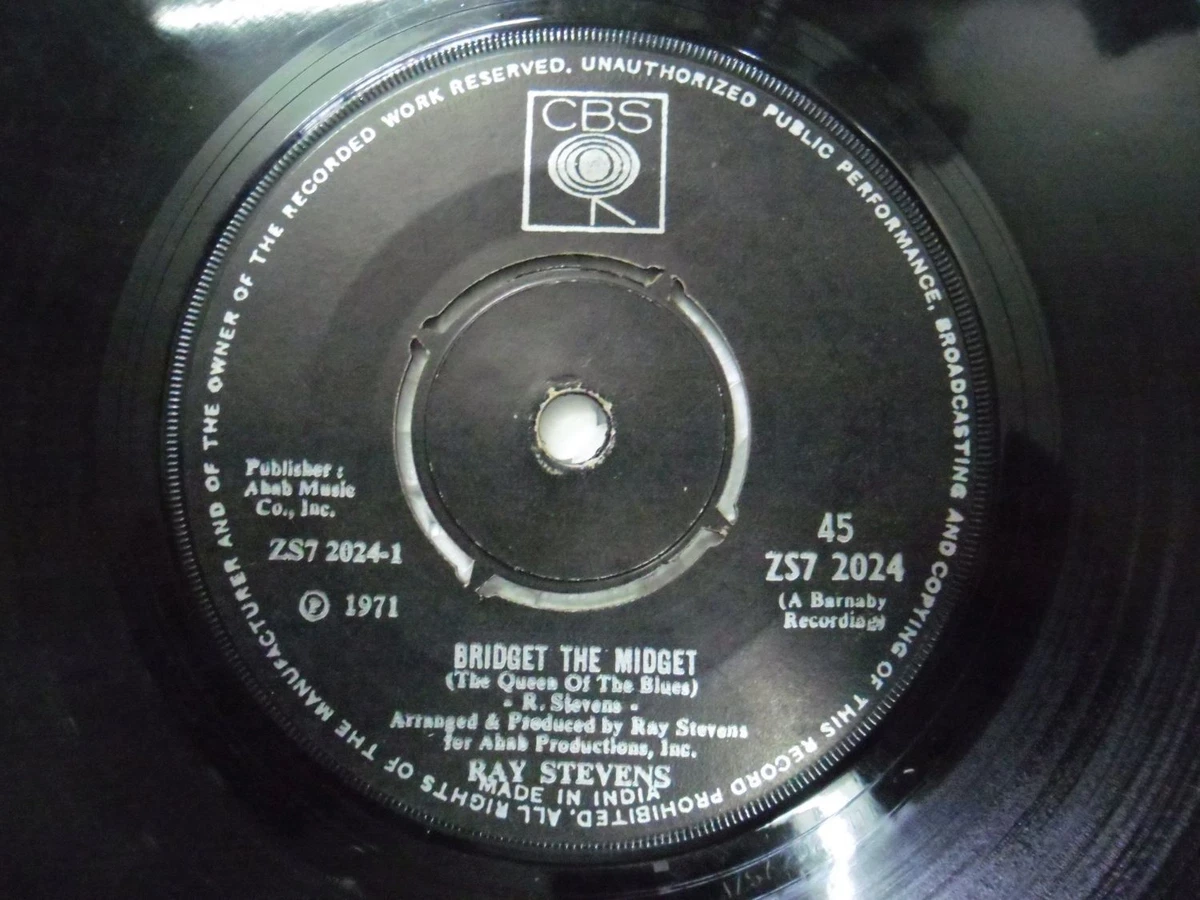 CBS
ALL RIGHTS OF THE MANUFACTURER AND OF THE OWNER OF THE RECORDED WORK RESERVED. UNAUTHORIZED PUBLIC PERFORMANCE, BROADCASTING AND COPYING OF THIS RECORD PROHIBITED.
Publisher :
Ahab Music
Co., Inc.
ZS7 2024-1
℗ 1971
45
ZS7 2024
(A Barnaby
Recording)
BRIDGET THE MIDGET
(The Queen Of The Blues)
- R. Stevens -
Arranged & Produced by Ray Stevens
for Ahab Productions, Inc.
RAY STEVENS
MADE IN INDIA